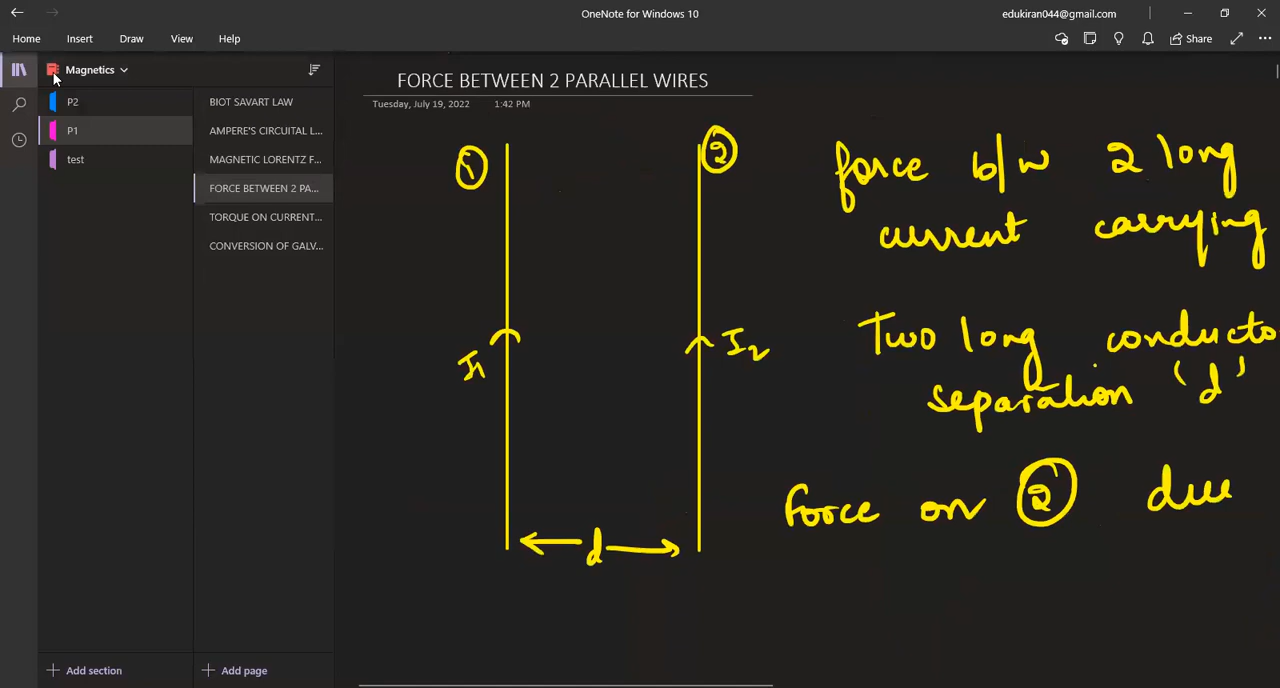 OneNote for Windows 10
edukiran044@gmail.com
Home
Insert
Draw
View
Help
Share
Magnetics
P2
P1
test
BIOT SAVART LAW
AMPERE'S CIRCUITAL L...
MAGNETIC LORENTZ F...
FORCE BETWEEN 2 PA...
TORQUE ON CURRENT...
CONVERSION OF GALV...
Add section
Add page
FORCE BETWEEN 2 PARALLEL WIRES
Tuesday, July 19, 2022 1:42 PM
1
2
I1
I2
d
force b/w 2 long
current carrying
Two long conducto
separation 'd'
force on 2 due